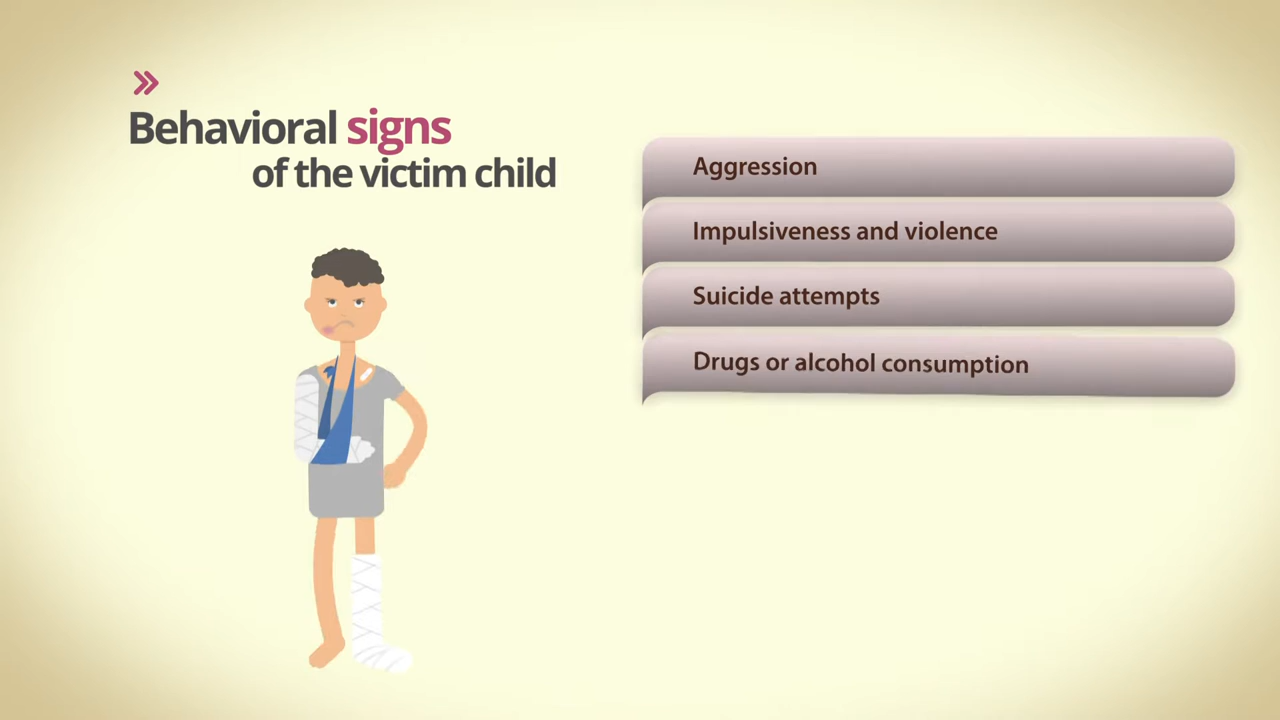 Behavioral signs
of the victim child
Aggression
Impulsiveness and violence
Suicide attempts
Drugs or alcohol consumption